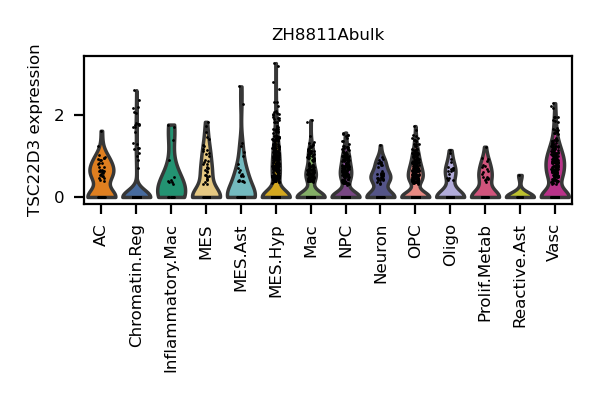 ZH8811Abulk
TSC22D3 expression
2
0
AC
Chromatin.Reg
Inflammatory.Mac
MES
MES.Ast
MES.Hyp
Mac
NPC
Neuron
OPC
Oligo
Prolif.Metab
Reactive.Ast
Vasc